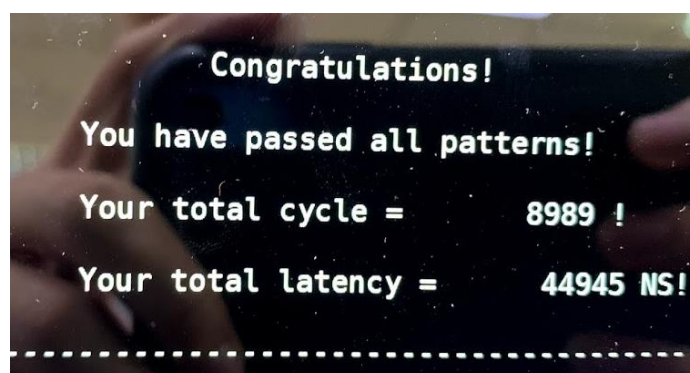 Congratulations!
You have passed all patterns!
Your total cycle = 8989 !
Your total latency = 44945 NS!
--------------------------------------------------